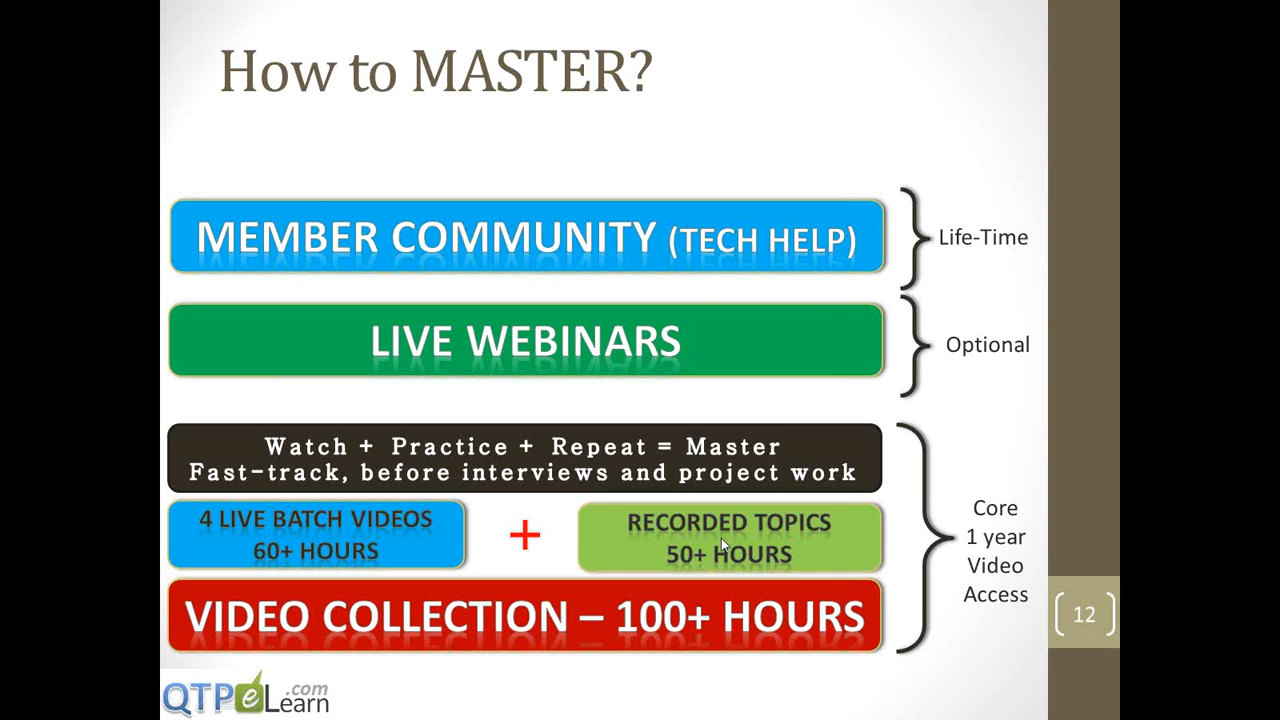 How to MASTER?
MEMBER COMMUNITY (TECH HELP)
Life-Time
LIVE WEBINARS
Optional
Watch + Practice + Repeat = Master
Fast-track, before interviews and project work
4 LIVE BATCH VIDEOS
60+ HOURS
+
RECORDED TOPICS
50+ HOURS
VIDEO COLLECTION – 100+ HOURS
Core
1 year
Video
Access
12
QTPeLearn.com